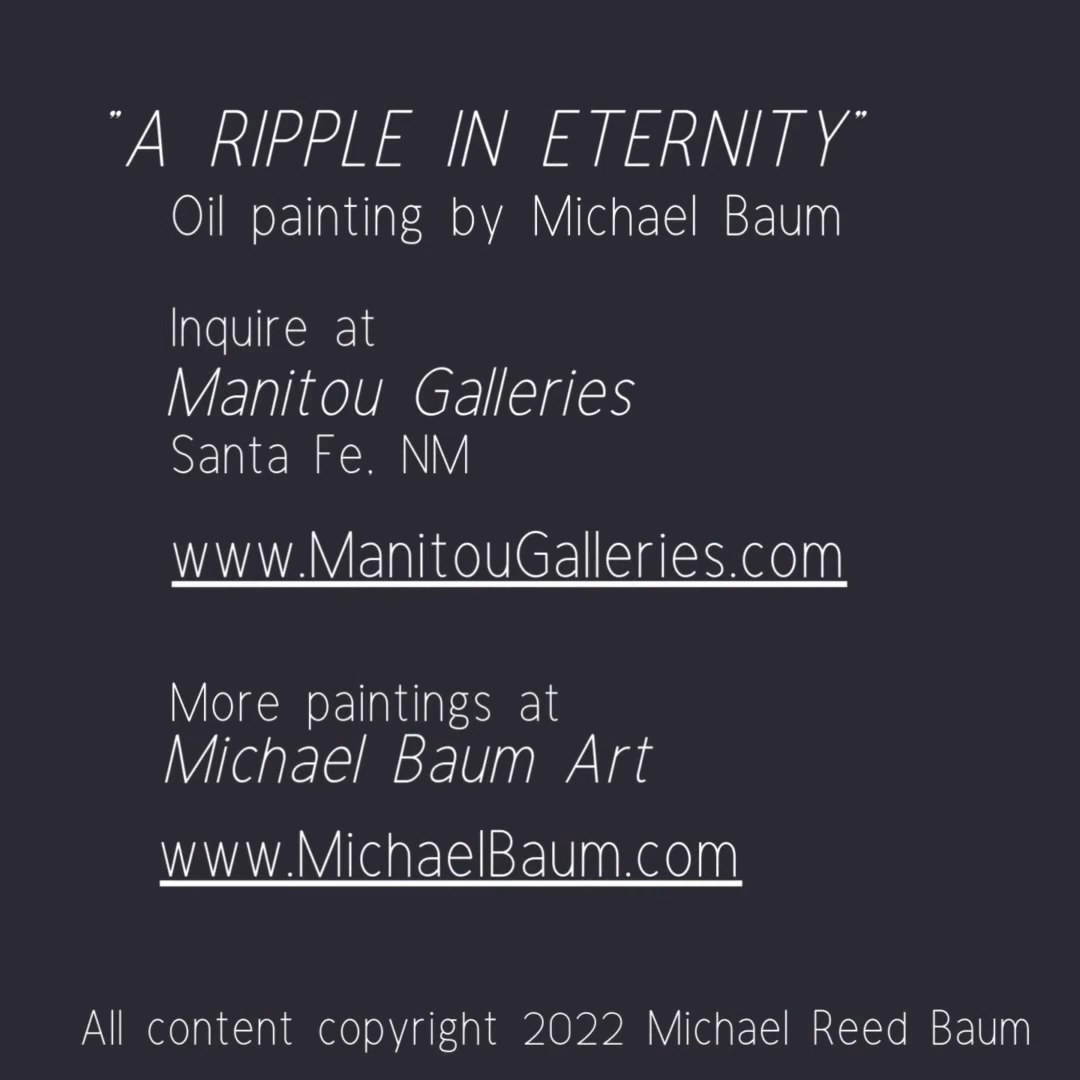 "A RIPPLE IN ETERNITY"
Oil painting by Michael Baum
Inquire at
Manitou Galleries
Santa Fe, NM
www.ManitouGalleries.com
More paintings at
Michael Baum Art
www.MichaelBaum.com
All content copyright 2022 Michael Reed Baum